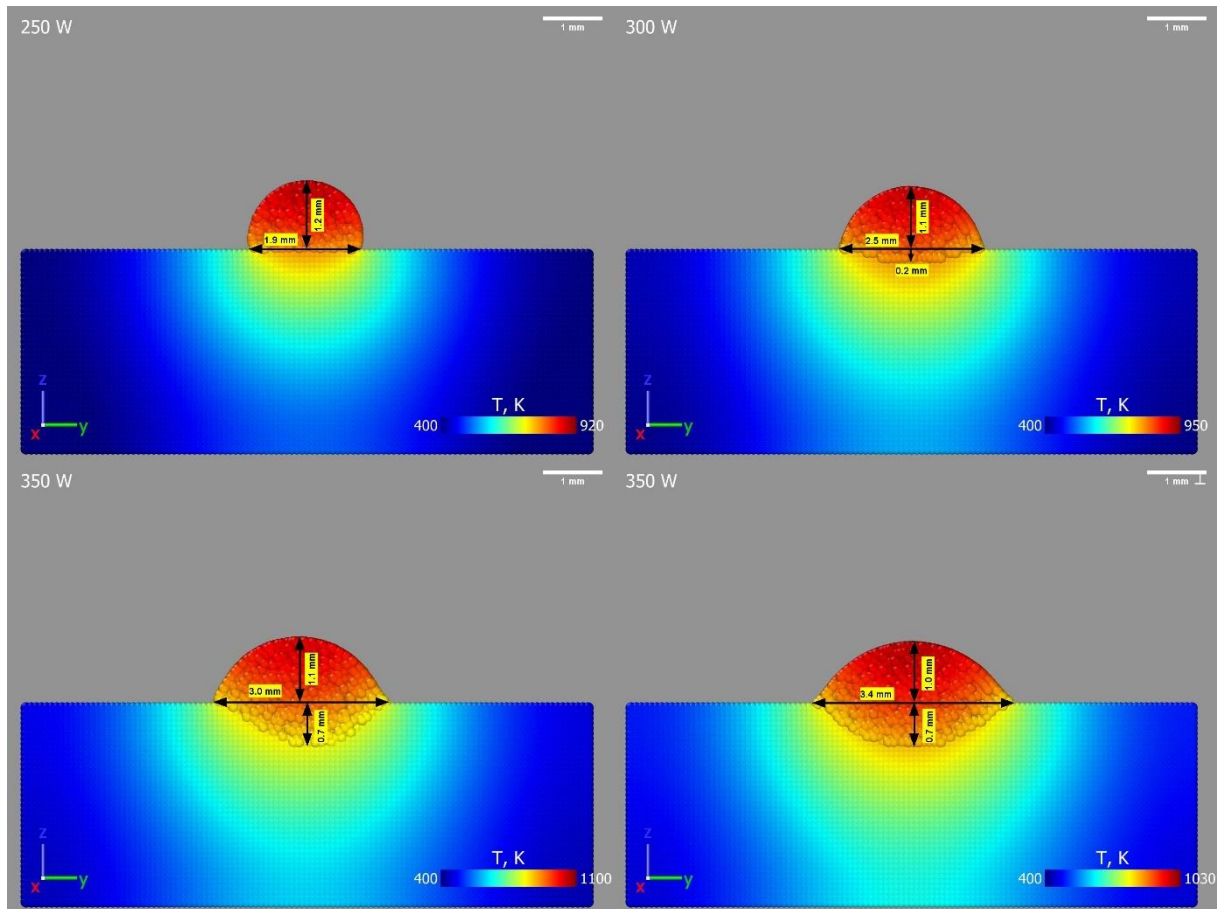 250 W
1 mm
1.2 mm
1.9 mm
z
y
x
T, K
400
920
300 W
1 mm
1.1 mm
2.5 mm
0.2 mm
z
y
x
T, K
400
950
350 W
1 mm
1.1 mm
3.0 mm
0.7 mm
z
y
x
T, K
400
1100
350 W
1 mm
1.0 mm
3.4 mm
0.7 mm
z
y
x
T, K
400
1030